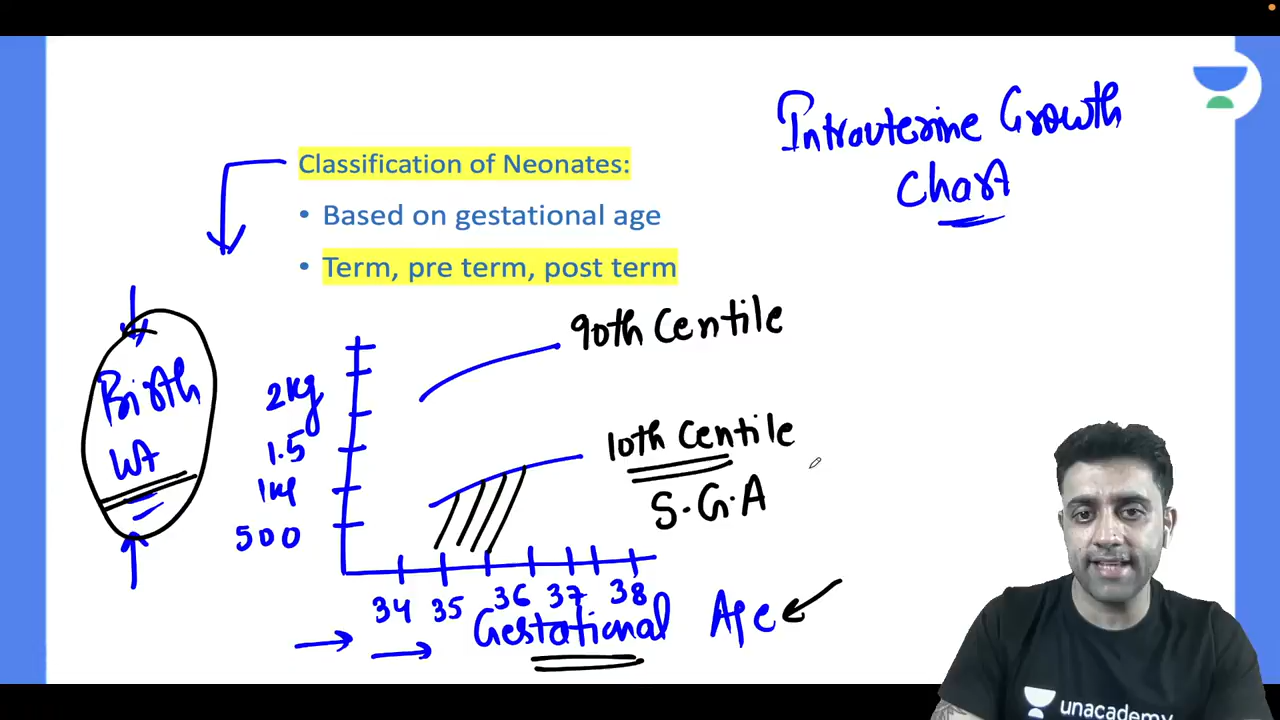 Intrauterine Growth
Chart
Classification of Neonates:
• Based on gestational age
• Term, pre term, post term
90th Centile
Birth
Wt
2kg
1.5
1kg
500
10th Centile
S.G.A
34 35 36 37 38
Gestational Age
unacademy